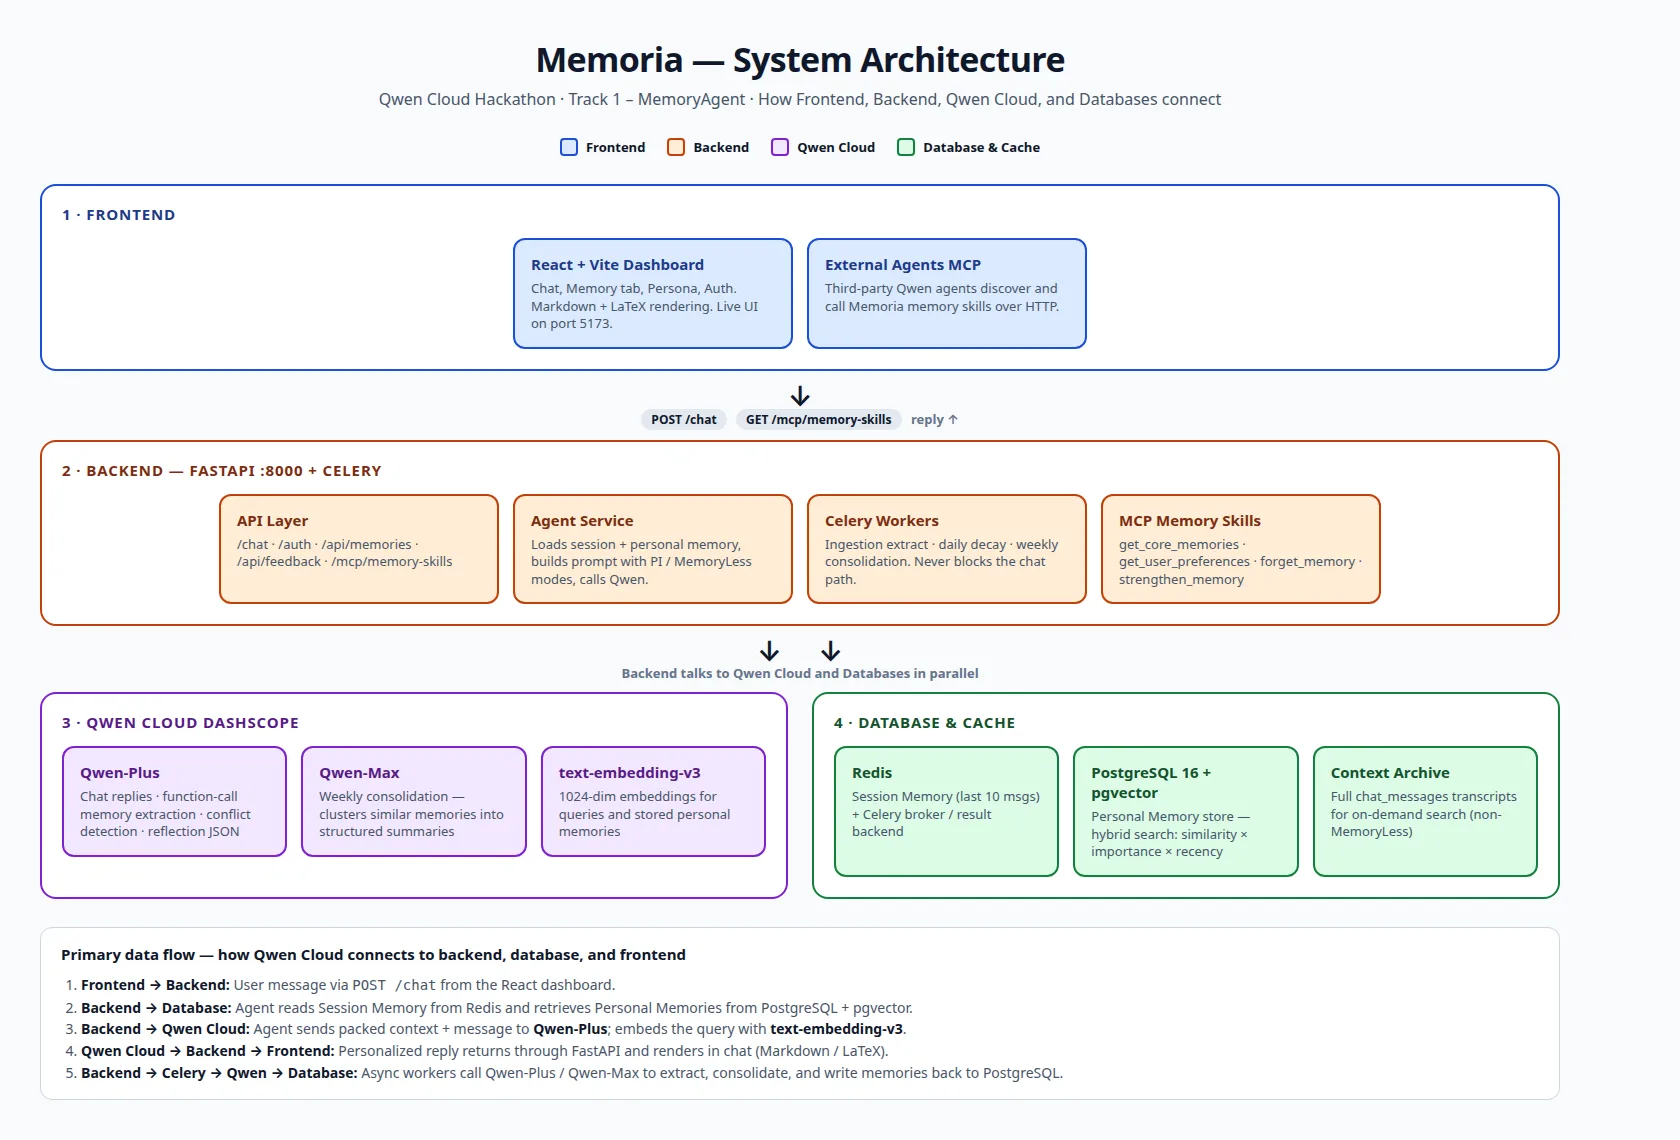 Memoria — System Architecture
Qwen Cloud Hackathon · Track 1 – MemoryAgent · How Frontend, Backend, Qwen Cloud, and Databases connect
Frontend
Backend
Qwen Cloud
Database & Cache
1 · FRONTEND
React + Vite Dashboard
Chat, Memory tab, Persona, Auth.
Markdown + LaTeX rendering. Live UI
on port 5173.
External Agents MCP
Third-party Qwen agents discover and
call Memoria memory skills over HTTP.
↓
POST /chat
GET /mcp/memory-skills
reply ↑
2 · BACKEND — FASTAPI :8000 + CELERY
API Layer
/chat · /auth · /api/memories ·
/api/feedback · /mcp/memory-skills
Agent Service
Loads session + personal memory,
builds prompt with PI / MemoryLess
modes, calls Qwen.
Celery Workers
Ingestion extract · daily decay · weekly
consolidation. Never blocks the chat
path.
MCP Memory Skills
get_core_memories ·
get_user_preferences · forget_memory ·
strengthen_memory
↓ ↓
Backend talks to Qwen Cloud and Databases in parallel
3 · QWEN CLOUD DASHSCOPE
Qwen-Plus
Chat replies · function-call
memory extraction · conflict
detection · reflection JSON
Qwen-Max
Weekly consolidation —
clusters similar memories into
structured summaries
text-embedding-v3
1024-dim embeddings for
queries and stored personal
memories
4 · DATABASE & CACHE
Redis
Session Memory (last 10 msgs)
+ Celery broker / result
backend
PostgreSQL 16 +
pgvector
Personal Memory store —
hybrid search: similarity ×
importance × recency
Context Archive
Full chat_messages transcripts
for on-demand search (non-
MemoryLess)
Primary data flow — how Qwen Cloud connects to backend, database, and frontend
1. Frontend → Backend: User message via POST /chat from the React dashboard.
2. Backend → Database: Agent reads Session Memory from Redis and retrieves Personal Memories from PostgreSQL + pgvector.
3. Backend → Qwen Cloud: Agent sends packed context + message to Qwen-Plus; embeds the query with text-embedding-v3.
4. Qwen Cloud → Backend → Frontend: Personalized reply returns through FastAPI and renders in chat (Markdown / LaTeX).
5. Backend → Celery → Qwen → Database: Async workers call Qwen-Plus / Qwen-Max to extract, consolidate, and write memories back to PostgreSQL.